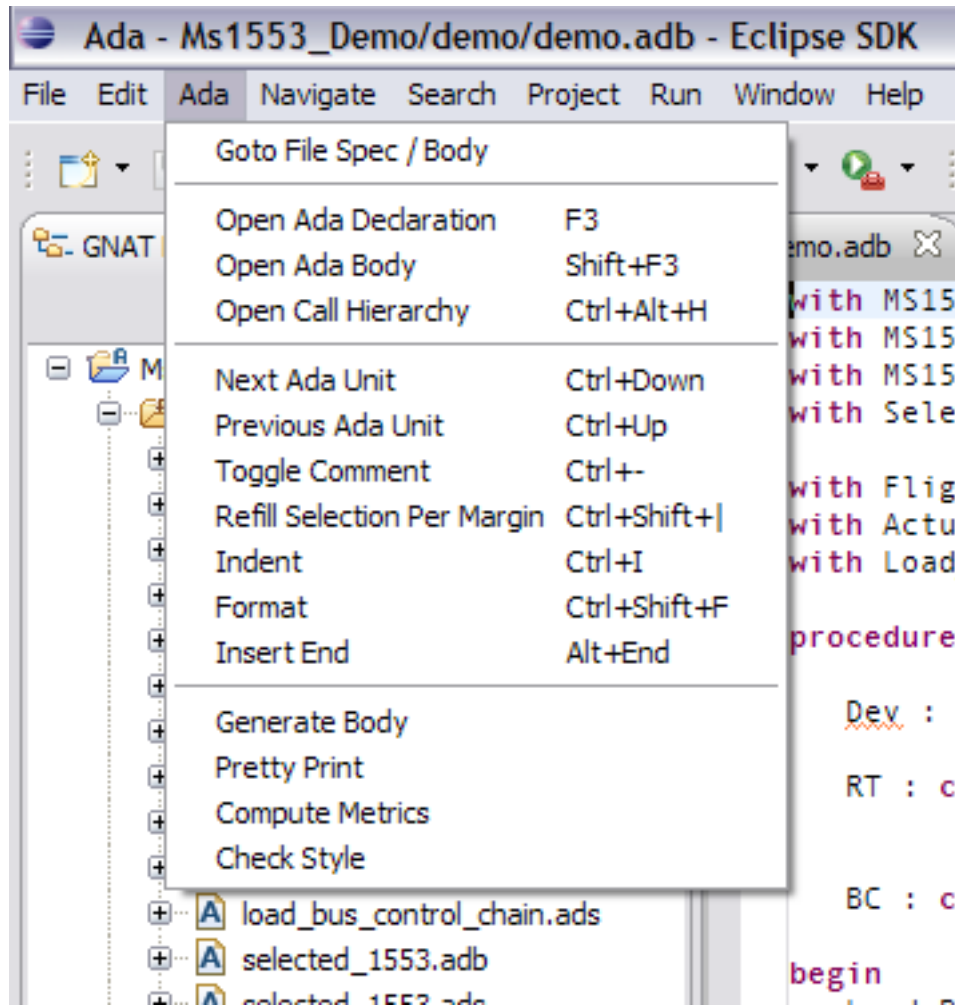 Ada - Ms1553_Demo/demo/demo.adb - Eclipse SDK
File Edit Ada Navigate Search Project Run Window Help
Goto File Spec / Body
Open Ada Declaration F3
Open Ada Body Shift+F3
Open Call Hierarchy Ctrl+Alt+H
Next Ada Unit Ctrl+Down
Previous Ada Unit Ctrl+Up
Toggle Comment Ctrl+-
Refill Selection Per Margin Ctrl+Shift+|
Indent Ctrl+I
Format Ctrl+Shift+F
Insert End Alt+End
Generate Body
Pretty Print
Compute Metrics
Check Style
GNAT
M
load_bus_control_chain.ads
selected_1553.adb
selected_1553.ads
emo.adb
with MS15
with MS15
with MS15
with Sele
with Flig
with Actu
with Load
procedure
Dev :
RT : c
BC : c
begin